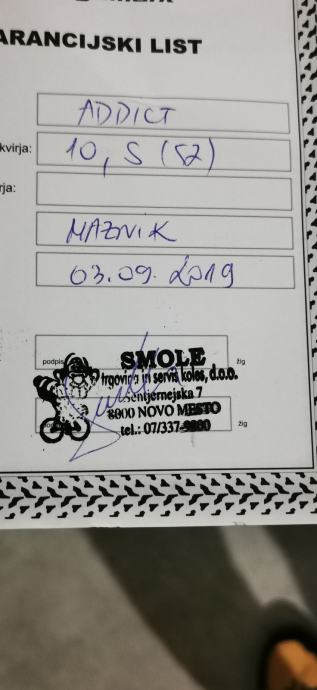 ARANCIJSKI LIST
ADDICT
kvirja: 10, S (52)
rja:
MAZNIK
03.09. 2019
podpis žig
SMOLE
trgovina in servis koles, d.o.o.
Šentjernejska 7
8000 NOVO MESTO
tel.: 07/337-
žig